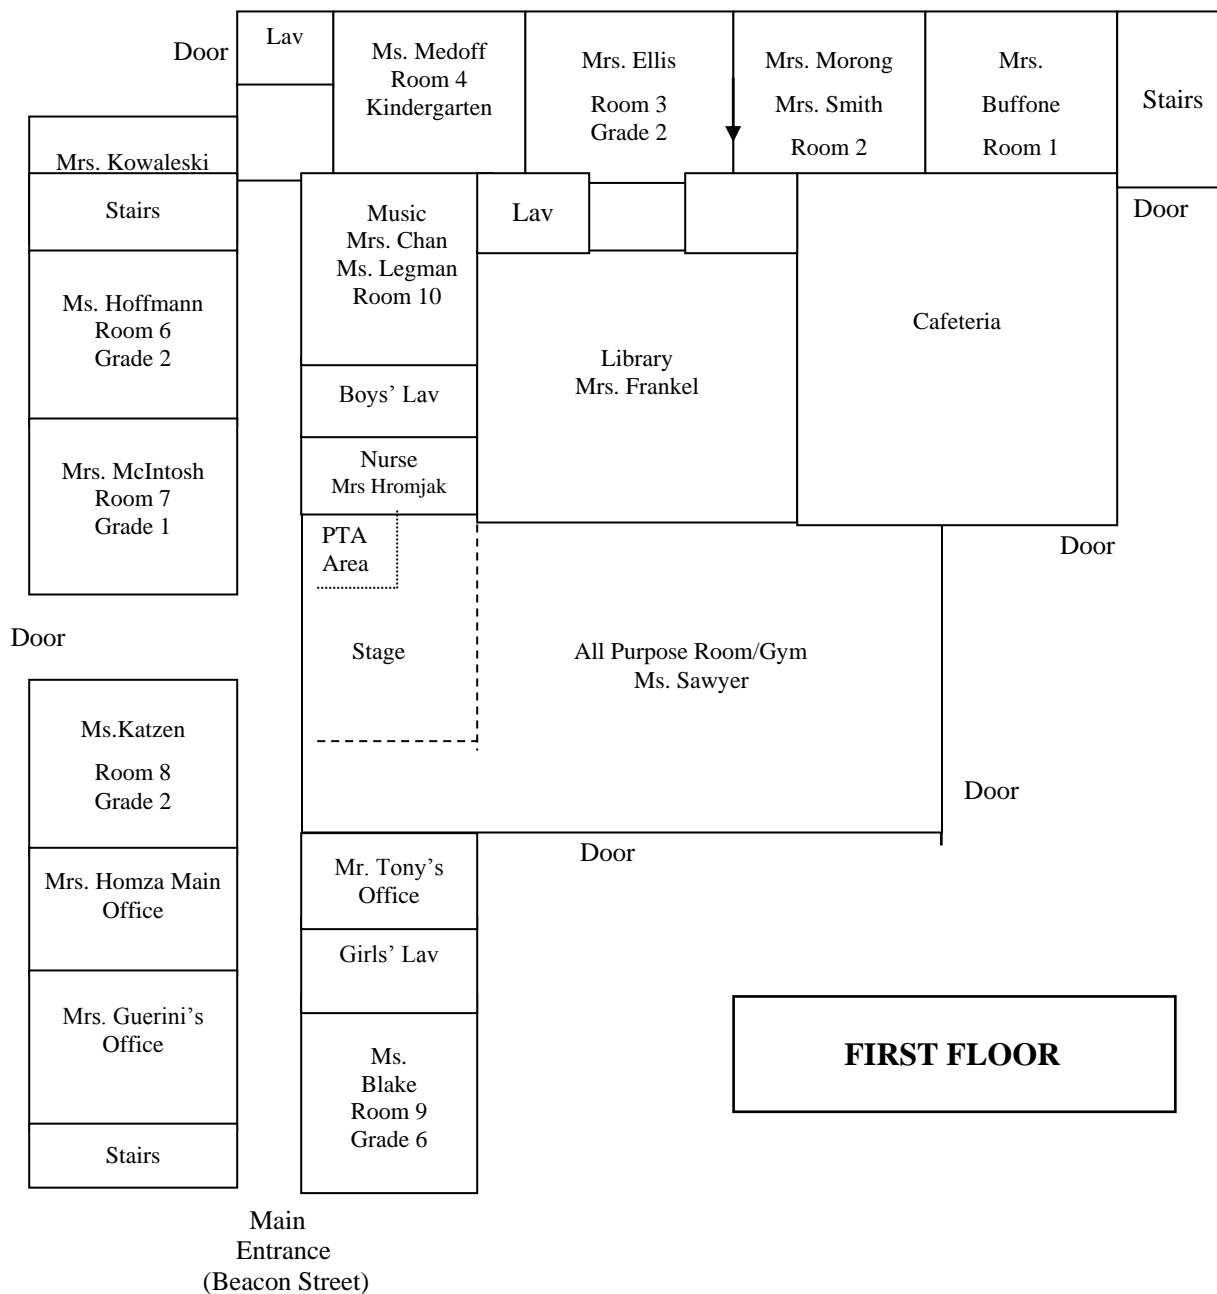 Door
Lav
Ms. Medoff
Room 4
Kindergarten
Mrs. Ellis
Room 3
Grade 2
Mrs. Morong
Mrs. Smith
Room 2
Mrs.
Buffone
Room 1
Stairs
Door
Mrs. Kowaleski
Stairs
Music
Mrs. Chan
Ms. Legman
Room 10
Lav
Cafeteria
Ms. Hoffmann
Room 6
Grade 2
Library
Mrs. Frankel
Boys’ Lav
Mrs. McIntosh
Room 7
Grade 1
Nurse
Mrs Hromjak
PTA
Area
Door
Door
Stage
All Purpose Room/Gym
Ms. Sawyer
Ms.Katzen
Room 8
Grade 2
Door
Door
Mr. Tony’s
Office
Mrs. Homza Main
Office
Girls’ Lav
Mrs. Guerini’s
Office
Ms.
Blake
Room 9
Grade 6
FIRST FLOOR
Stairs
Main
Entrance
(Beacon Street)